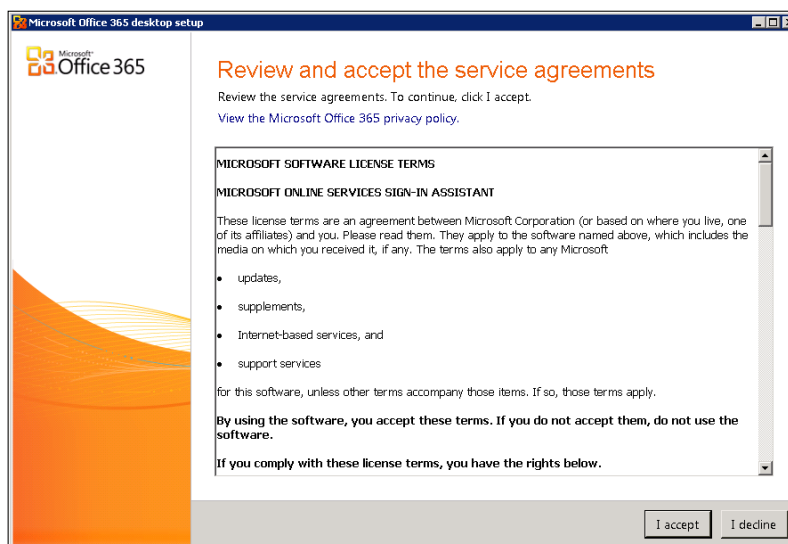 Microsoft Office 365 desktop setup
Microsoft
Office 365
Review and accept the service agreements
Review the service agreements. To continue, click I accept.
View the Microsoft Office 365 privacy policy.
MICROSOFT SOFTWARE LICENSE TERMS
MICROSOFT ONLINE SERVICES SIGN-IN ASSISTANT
These license terms are an agreement between Microsoft Corporation (or based on where you live, one
of its affiliates) and you. Please read them. They apply to the software named above, which includes the
media on which you received it, if any. The terms also apply to any Microsoft
• updates,
• supplements,
• Internet-based services, and
• support services
for this software, unless other terms accompany those items. If so, those terms apply.
By using the software, you accept these terms. If you do not accept them, do not use the
software.
If you comply with these license terms, you have the rights below.
I accept
I decline